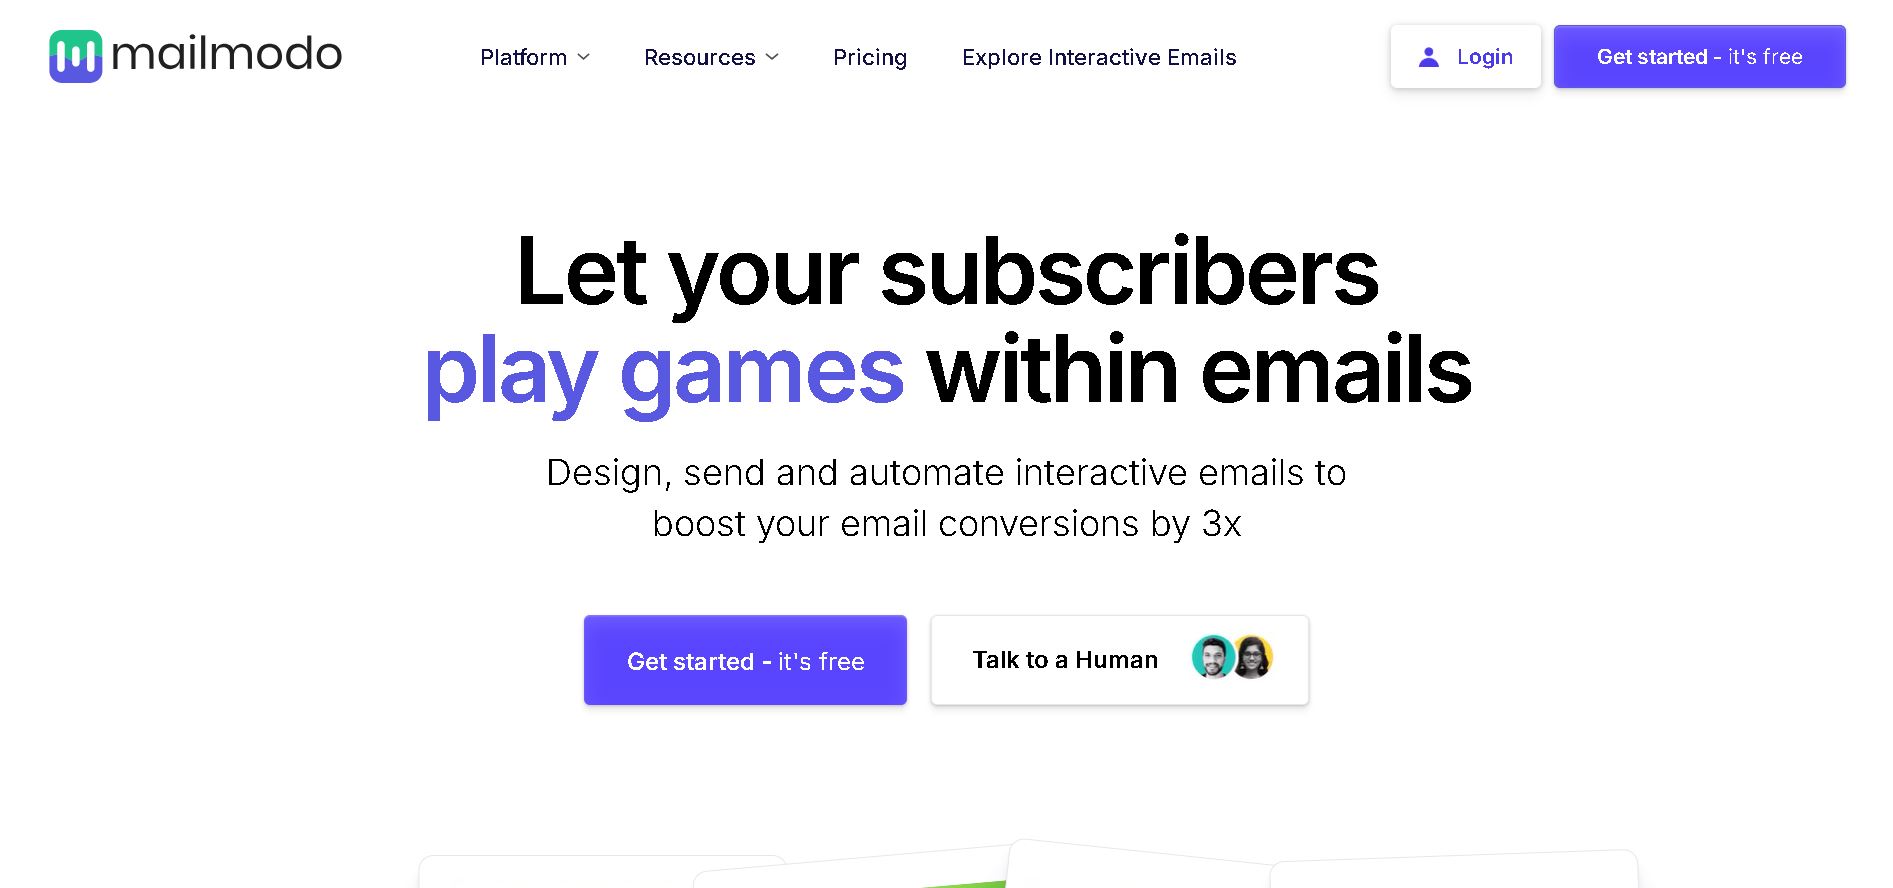 mailmodo
Platform
Resources
Pricing
Explore Interactive Emails
Login
Get started - it's free
Let your subscribers
play games within emails
Design, send and automate interactive emails to
boost your email conversions by 3x
Get started - it's free
Talk to a Human